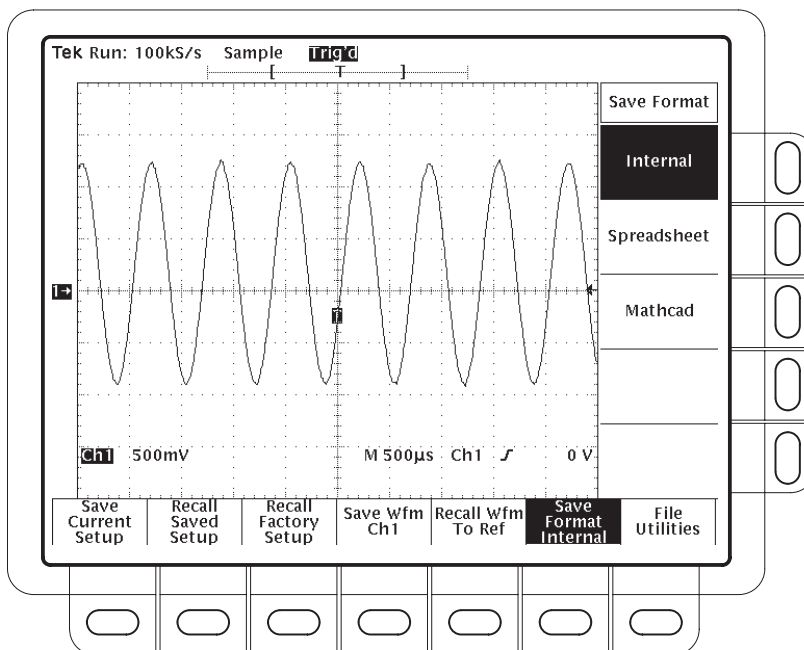 Tek Run: 100kS/s Sample Trig'd
[ T ]
Save Format
Internal
Spreadsheet
Mathcad
1→
Ch1 500mV M 500µs Ch1 0 V
Save Current Setup
Recall Saved Setup
Recall Factory Setup
Save Wfm Ch1
Recall Wfm To Ref
Save Format Internal
File Utilities